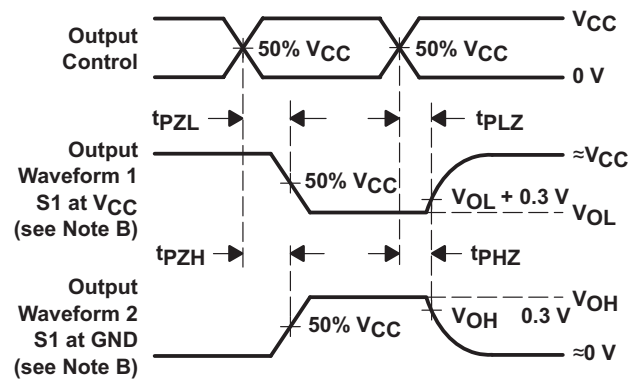 Output
Control
50% VCC
50% VCC
VCC
0 V
tPZL
tPLZ
Output
Waveform 1
S1 at VCC
(see Note B)
50% VCC
≈VCC
VOL + 0.3 V
VOL
tPZH
tPHZ
Output
Waveform 2
S1 at GND
(see Note B)
50% VCC
VOH
VOH 0.3 V
≈0 V